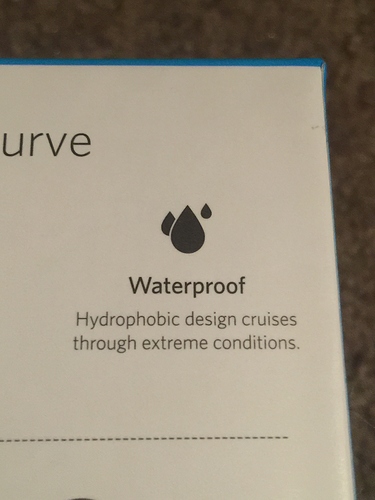 urve
Waterproof
Hydrophobic design cruises
through extreme conditions.